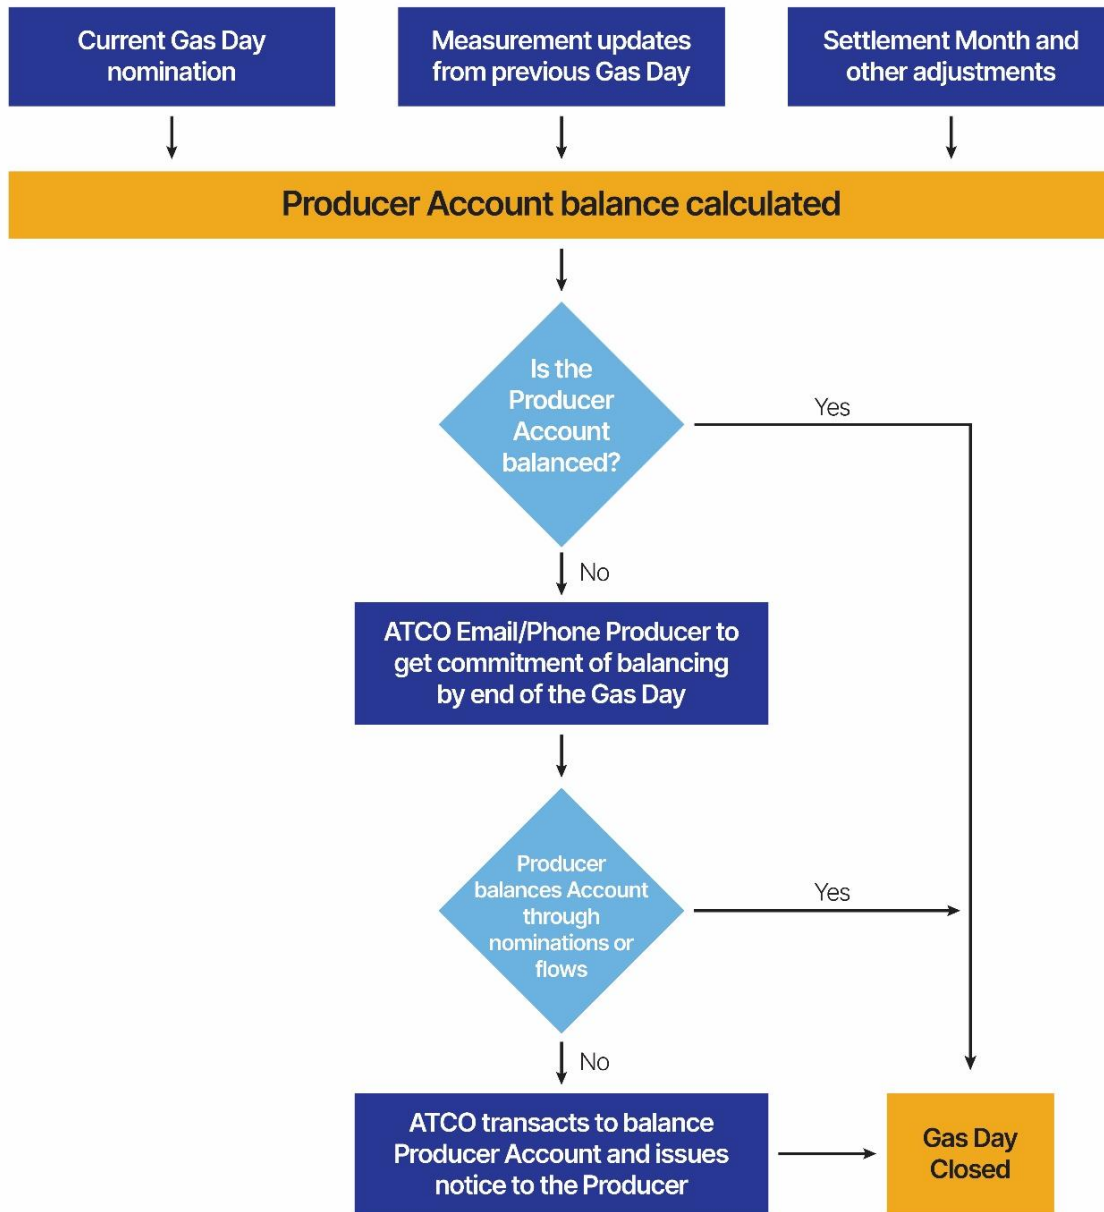 Current Gas Day
nomination
Measurement updates
from previous Gas Day
Settlement Month and
other adjustments
Producer Account balance calculated
Is the
Producer
Account
balanced?
Yes
No
ATCO Email/Phone Producer to
get commitment of balancing
by end of the Gas Day
Producer
balances Account
through
nominations or
flows
Yes
No
ATCO transacts to balance
Producer Account and issues
notice to the Producer
Gas Day
Closed